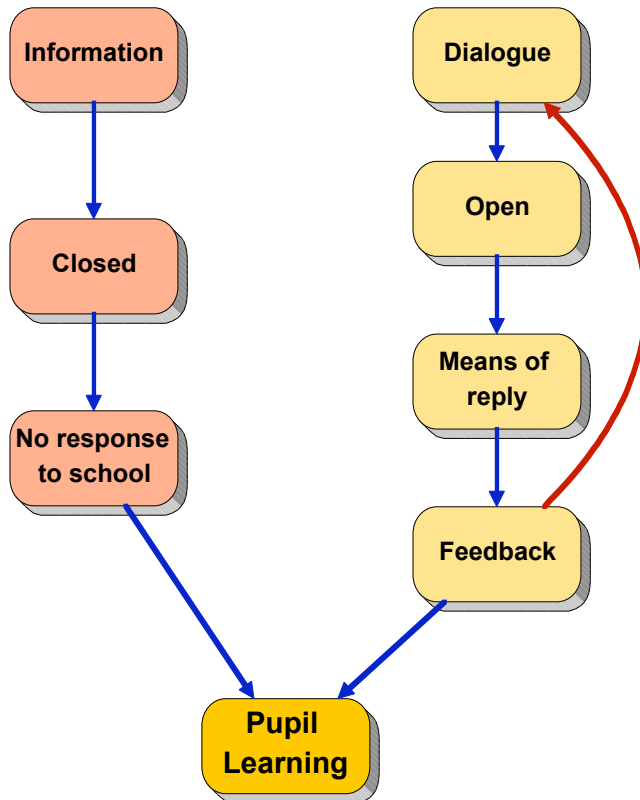 Information
Closed
No response
to school
Dialogue
Open
Means of
reply
Feedback
Pupil
Learning